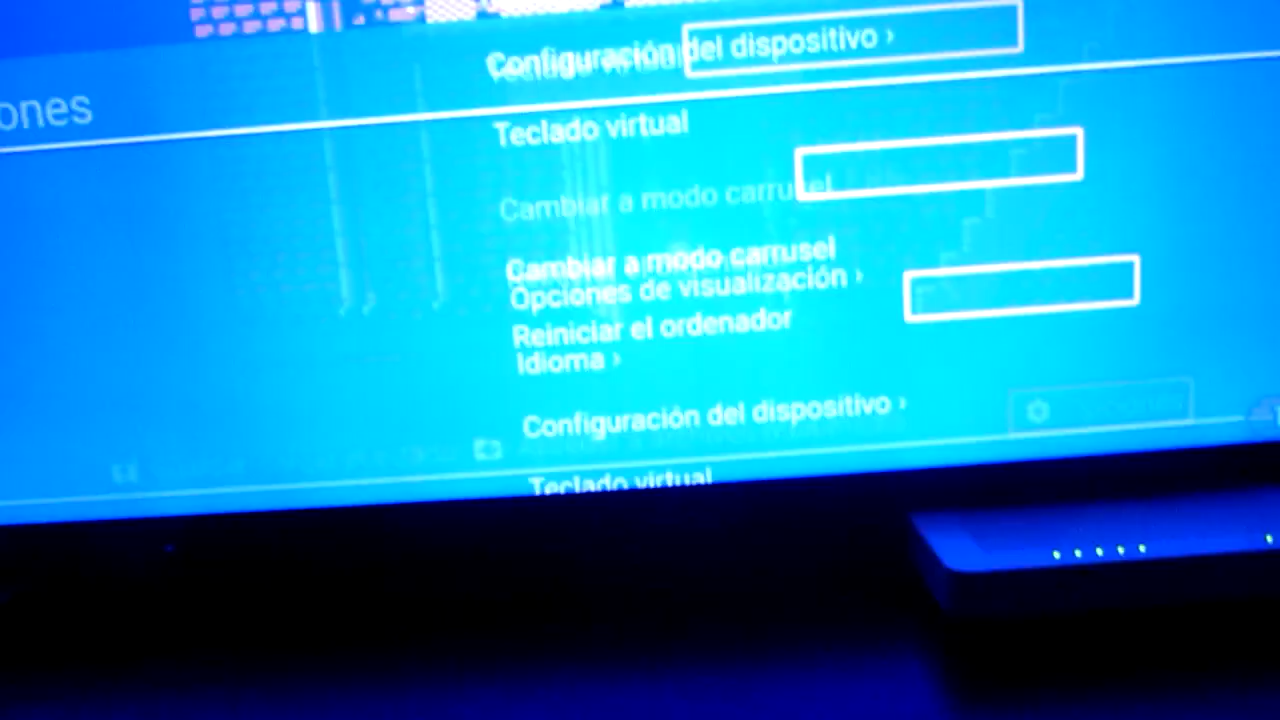 Configuración del dispositivo ›
ones
Teclado virtual
Cambiar a modo carrusel
Cambiar a modo carrusel
Opciones de visualización ›
Reiniciar el ordenador
Idioma ›
Configuración del dispositivo ›
Teclado virtual